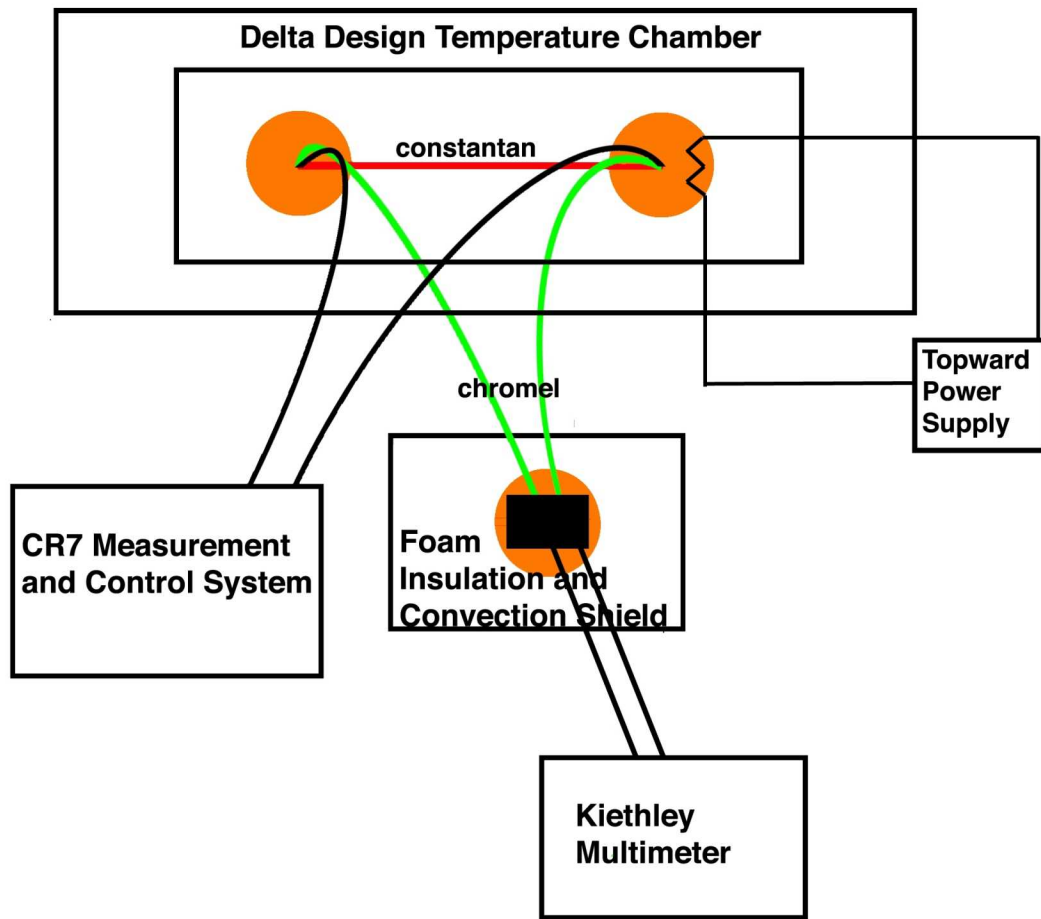 Delta Design Temperature Chamber
constantan
chromel
Topward
Power
Supply
CR7 Measurement
and Control System
Foam
Insulation and
Convection Shield
Kiethley
Multimeter